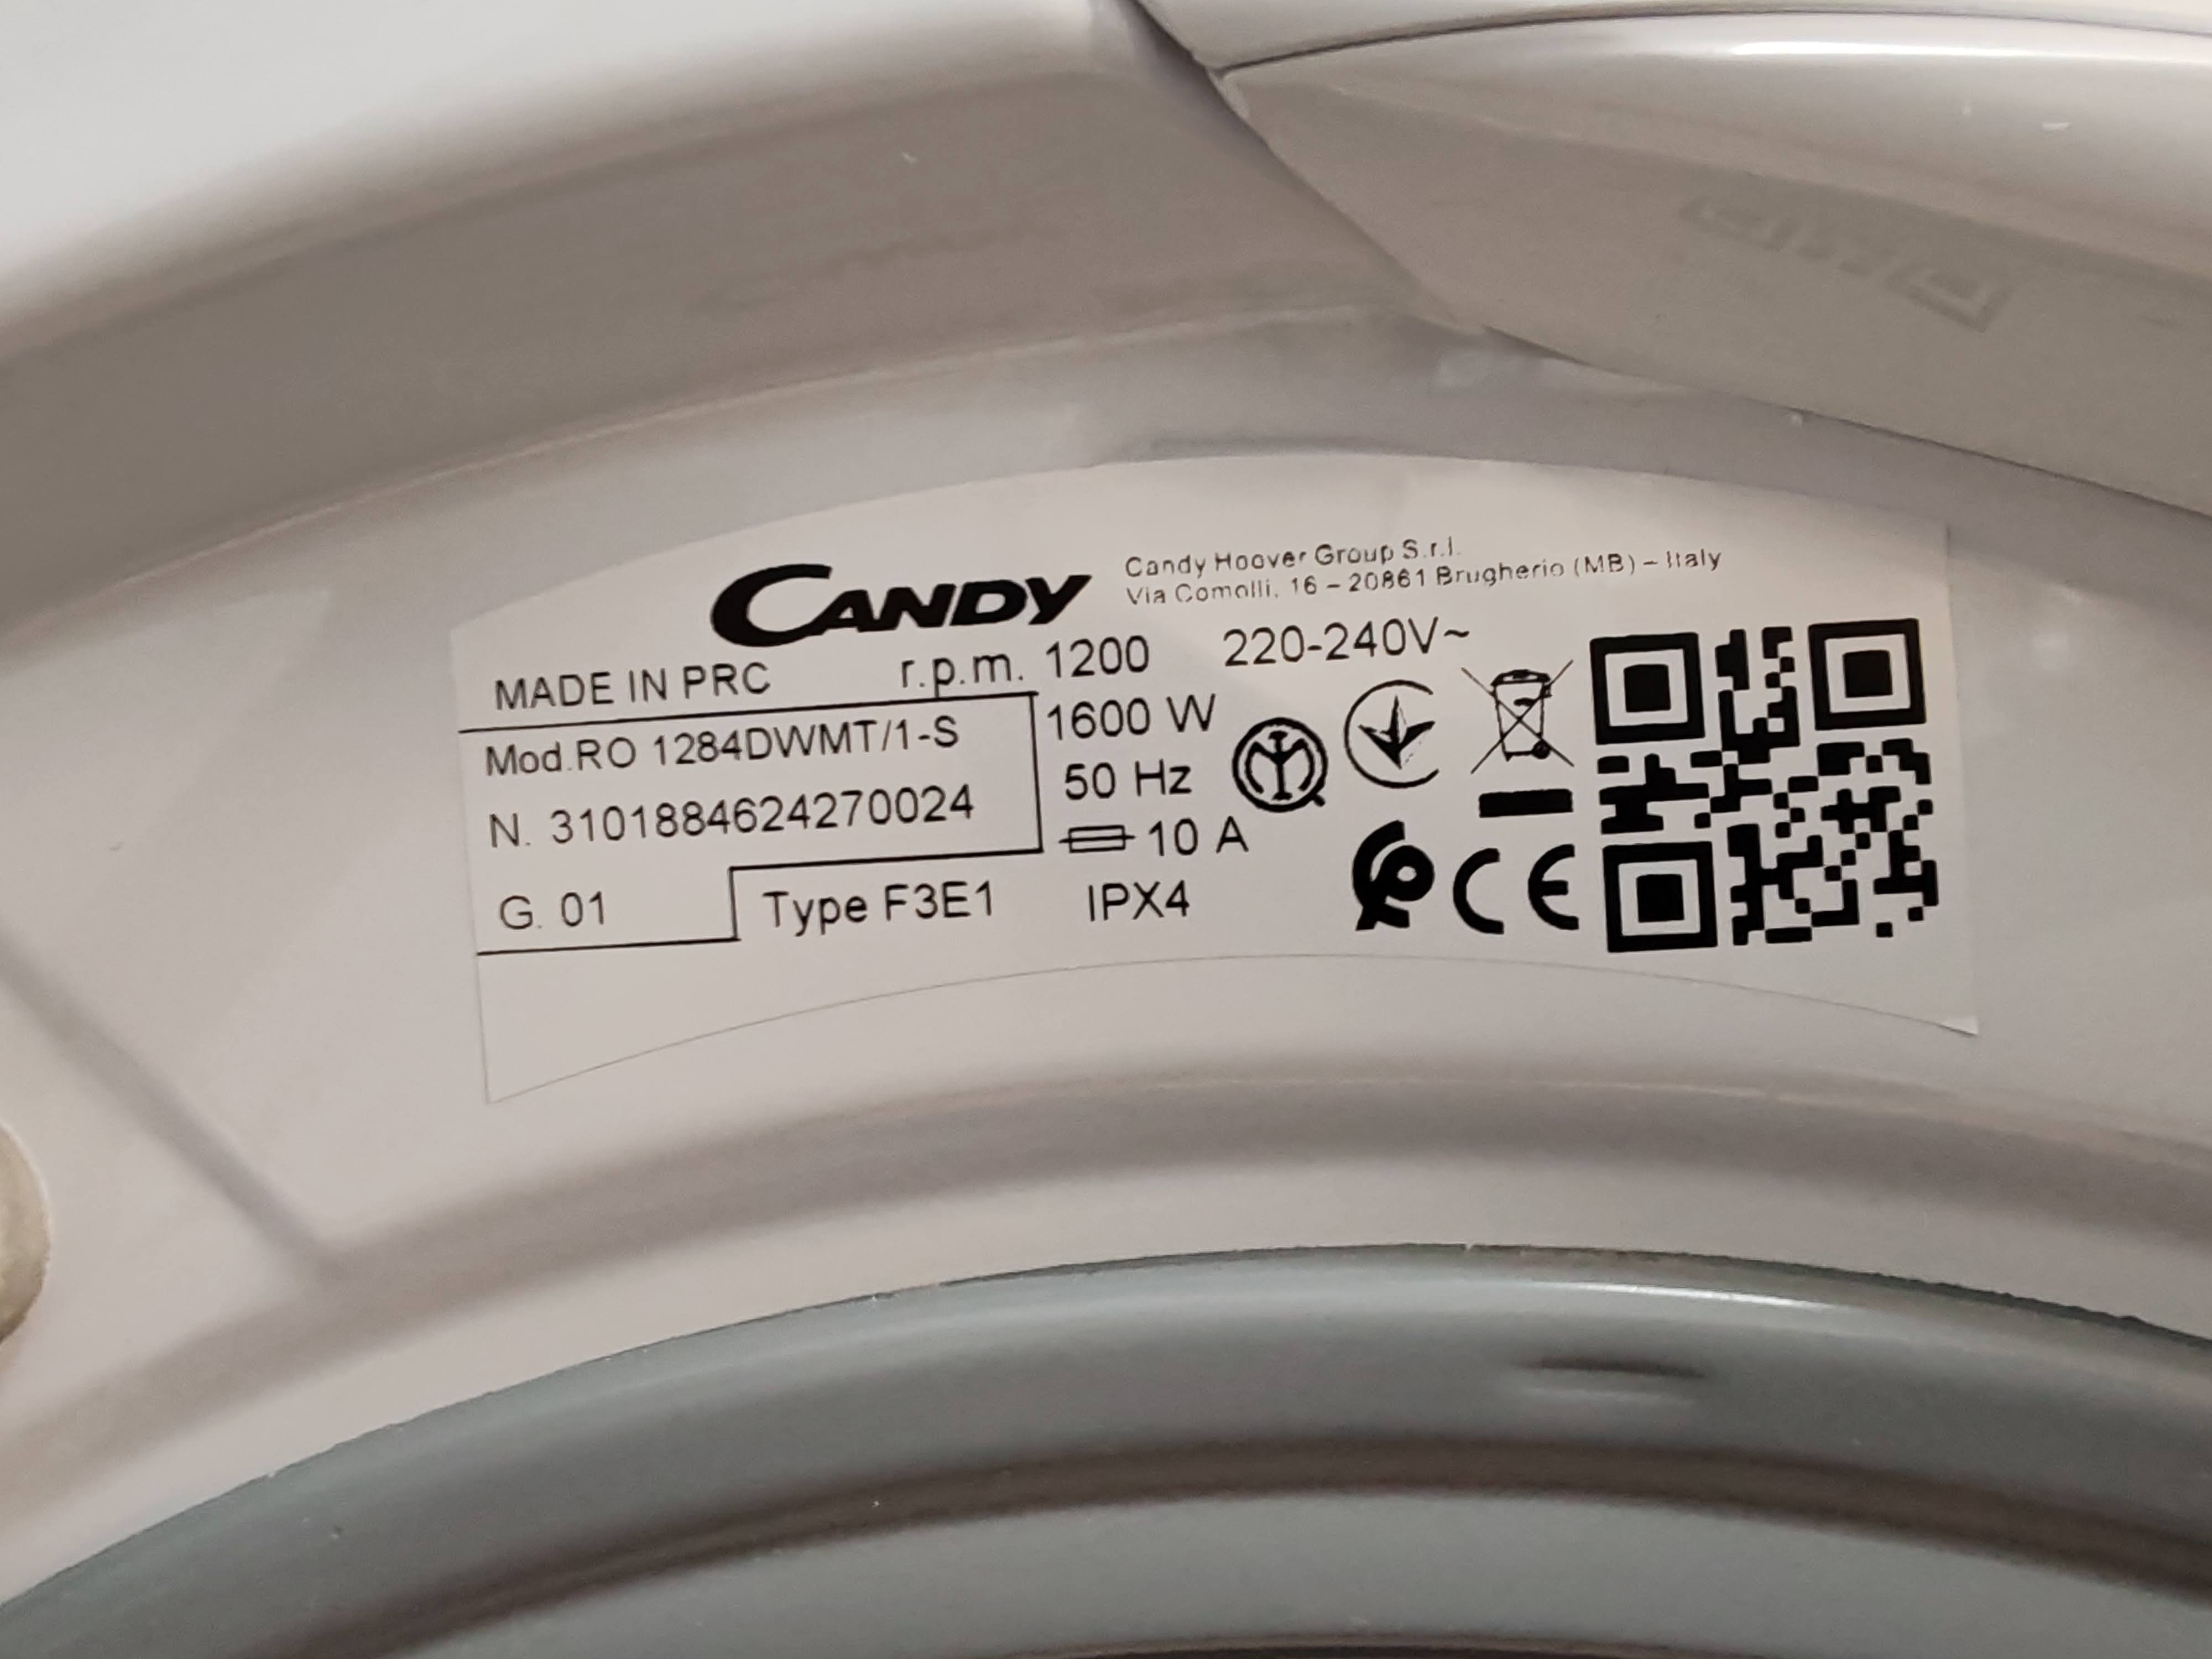 CANDY
Candy Hoover Group S.r.l.
Via Comolli, 16 – 20861 Brugherio (MB) – Italy
MADE IN PRC r.p.m. 1200 220-240V~
Mod.RO 1284DWMT/1-S 1600 W
N. 3101884624270024 50 Hz
10 A
G. 01 Type F3E1 IPX4
CE